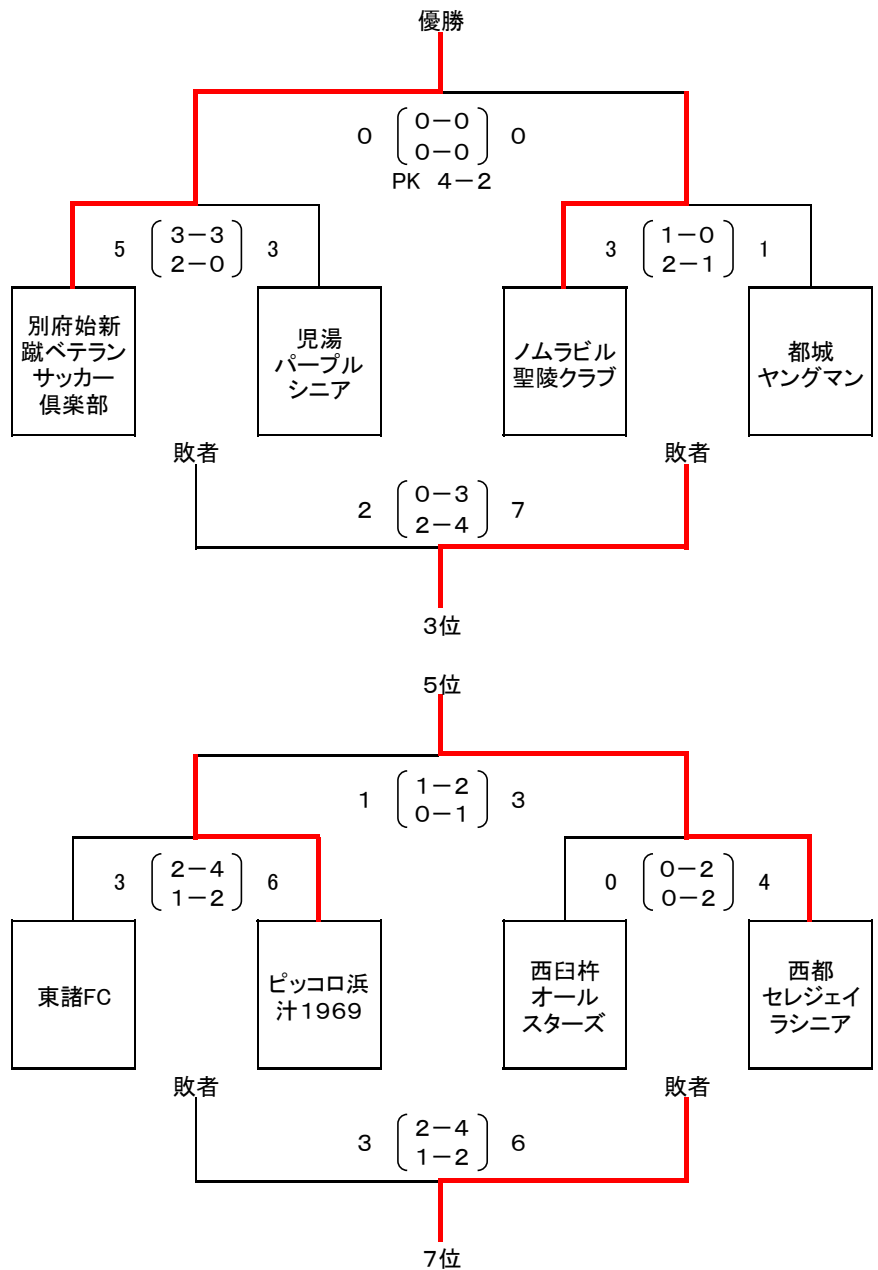 優勝
0 0－0 0
0－0
PK 4－2
5 3－3 3
2－0
3 1－0 1
2－1
別府始新
蹴ベテラン
サッカー
倶楽部
児湯
パープル
シニア
ノムラビル
聖陵クラブ
都城
ヤングマン
敗者 敗者
2 0－3 7
2－4
3位
5位
1 1－2 3
0－1
3 2－4 6
1－2
0 0－2 4
0－2
東諸FC
ピッコロ浜
汁1969
西臼杵
オール
スターズ
西都
セレジェイ
ラシニア
敗者 敗者
3 2－4 6
1－2
7位